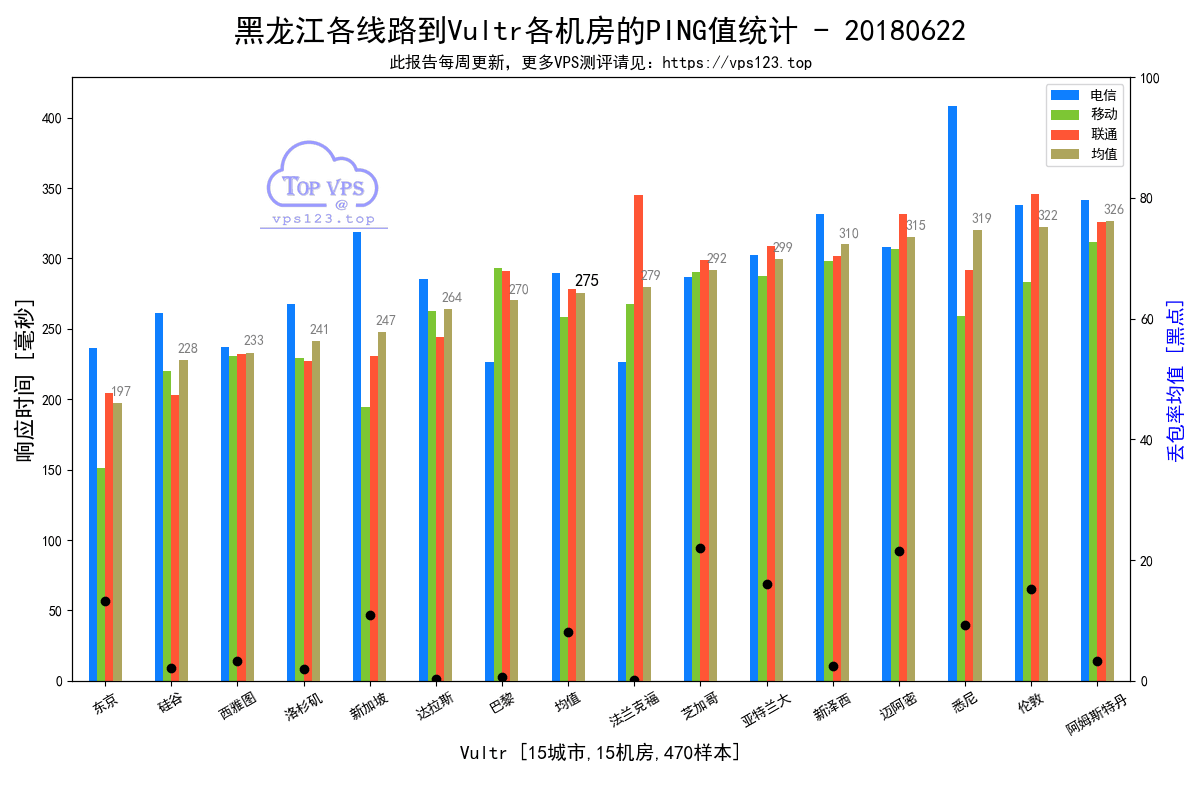 黑龙江各线路到Vultr各机房的PING值统计 - 20180622
此报告每周更新，更多VPS测评请见：https://vps123.top
电信
移动
联通
均值
TOP VPS
@
vps123.top
响应时间 [毫秒]
400
350
300
250
200
150
100
50
0
197
228
233
241
247
264
270
275
279
292
299
310
315
319
322
326
100
80
60
40
20
0
丢包率均值 [黑点]
东京
硅谷
西雅图
洛杉矶
新加坡
达拉斯
巴黎
均值
法兰克福
芝加哥
亚特兰大
新泽西
迈阿密
悉尼
伦敦
阿姆斯特丹
Vultr [15城市,15机房,470样本]